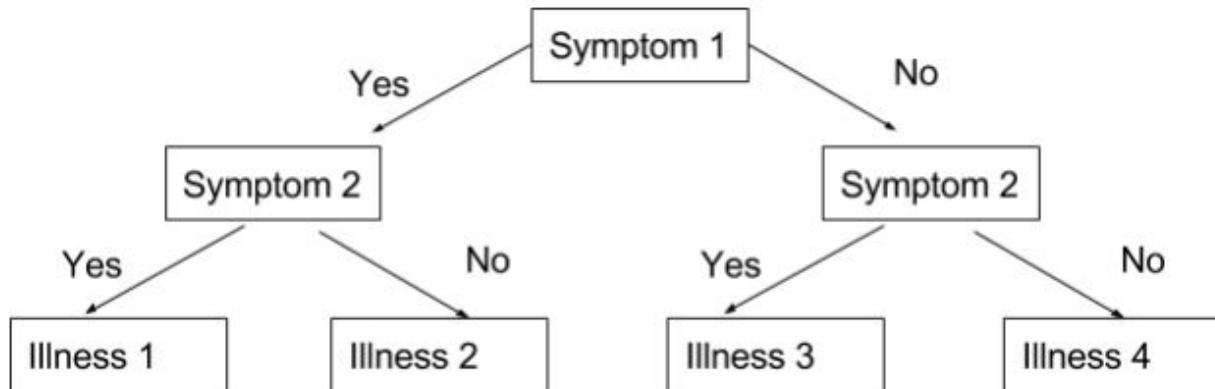 Symptom 1
Yes
No
Symptom 2
Symptom 2
Yes
No
Yes
No
Illness 1
Illness 2
Illness 3
Illness 4